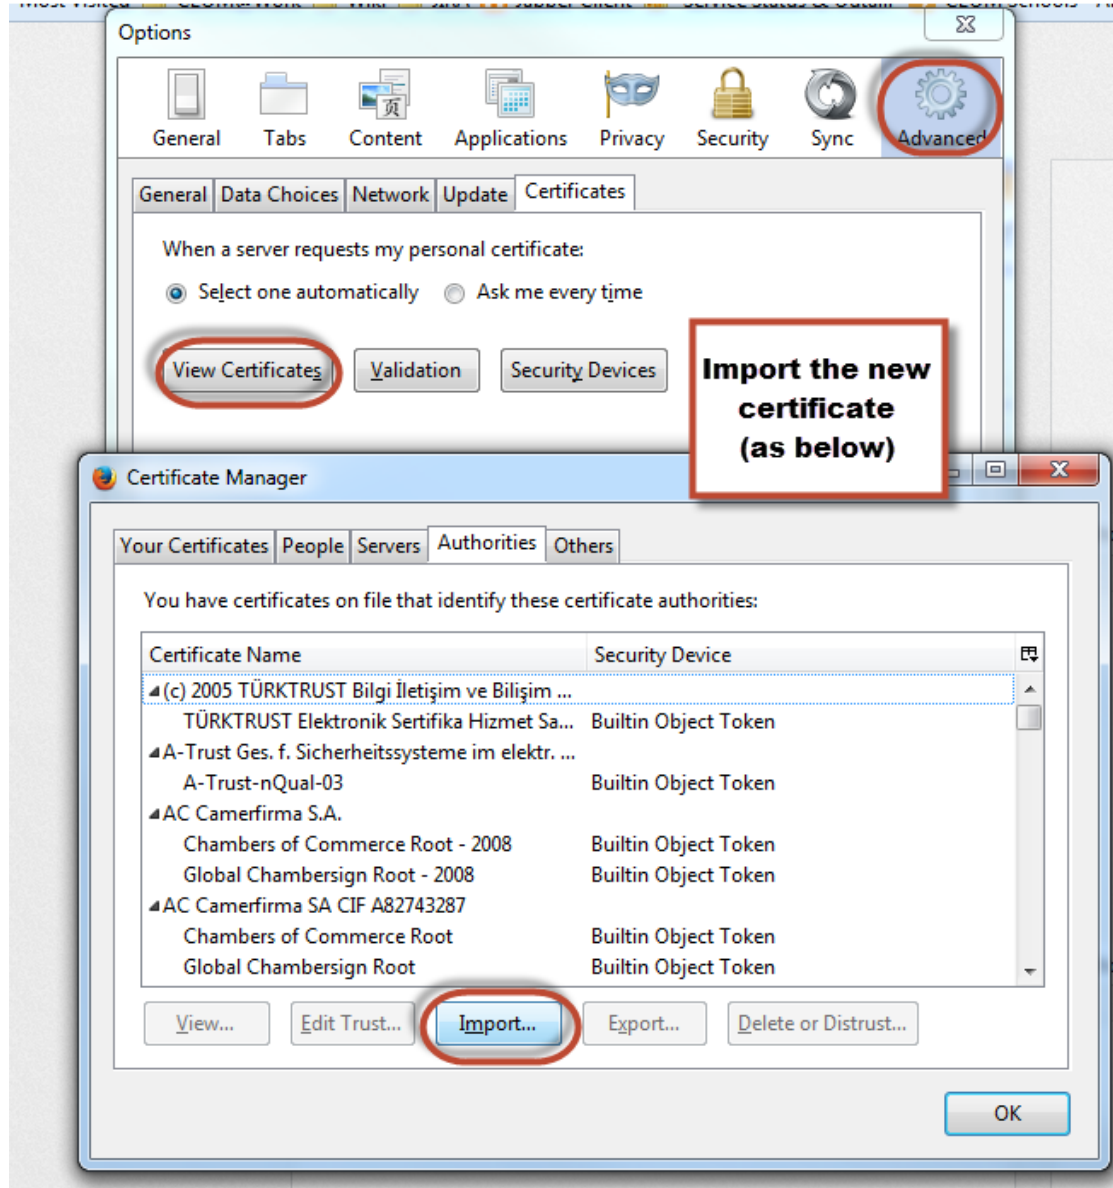 Options
General Tabs Content Applications Privacy Security Sync Advanced
页
General Data Choices Network Update Certificates
When a server requests my personal certificate:
Select one automatically Ask me every time
View Certificates Validation Security Devices
Import the new
certificate
(as below)
Certificate Manager
Your Certificates People Servers Authorities Others
You have certificates on file that identify these certificate authorities:
Certificate Name Security Device
(c) 2005 TÜRKTRUST Bilgi İletişim ve Bilişim ...
TÜRKTRUST Elektronik Sertifika Hizmet Sa... Builtin Object Token
A-Trust Ges. f. Sicherheitssysteme im elektr. ...
A-Trust-nQual-03 Builtin Object Token
AC Camerfirma S.A.
Chambers of Commerce Root - 2008 Builtin Object Token
Global Chambersign Root - 2008 Builtin Object Token
AC Camerfirma SA CIF A82743287
Chambers of Commerce Root Builtin Object Token
Global Chambersign Root Builtin Object Token
View... Edit Trust... Import... Export... Delete or Distrust...
OK